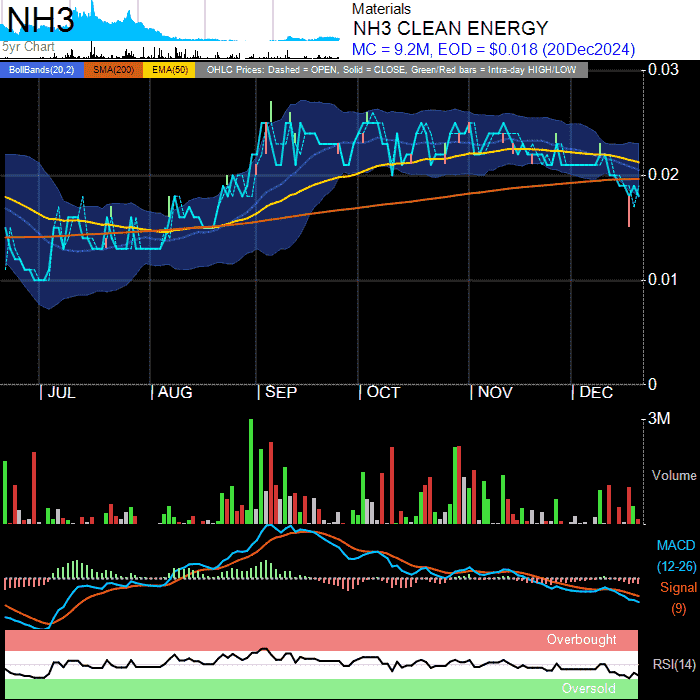 NH3
5yr Chart
Materials
NH3 CLEAN ENERGY
MC = 9.2M, EOD = $0.018 (20Dec2024)
BollBands(20,2) SMA(200) EMA(50) OHLC Prices: Dashed = OPEN, Solid = CLOSE, Green/Red bars = Intra-day HIGH/LOW
0.03
0.02
0.01
0
| JUL | AUG | SEP | OCT | NOV | DEC
3M
Volume
MACD
(12-26)
Signal
(9)
Overbought
RSI(14)
Oversold